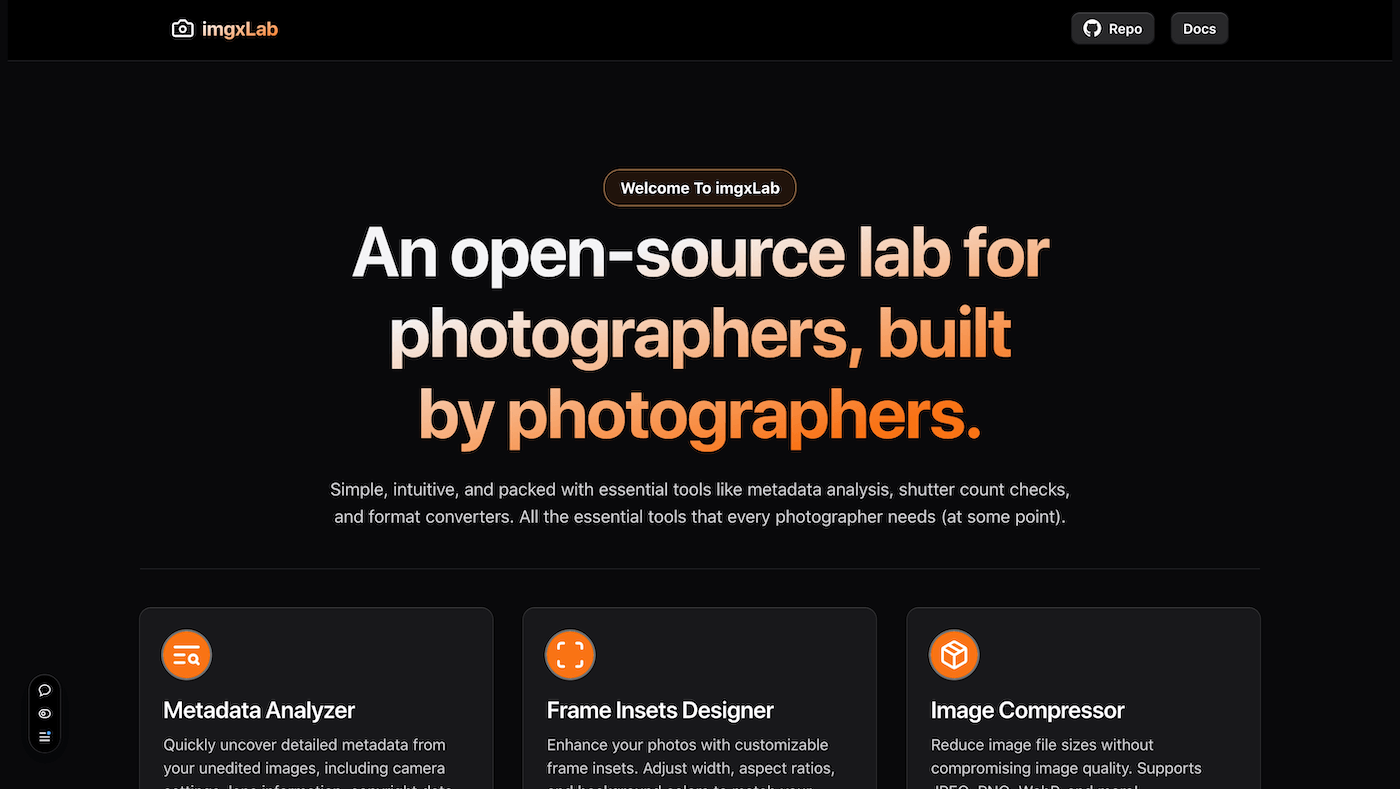 imgxLab
Repo
Docs
Welcome To imgxLab
An open-source lab for
photographers, built
by photographers.
Simple, intuitive, and packed with essential tools like metadata analysis, shutter count checks,
and format converters. All the essential tools that every photographer needs (at some point).
Metadata Analyzer
Quickly uncover detailed metadata from
your unedited images, including camera
Frame Insets Designer
Enhance your photos with customizable
frame insets. Adjust width, aspect ratios,
Image Compressor
Reduce image file sizes without
compromising image quality. Supports